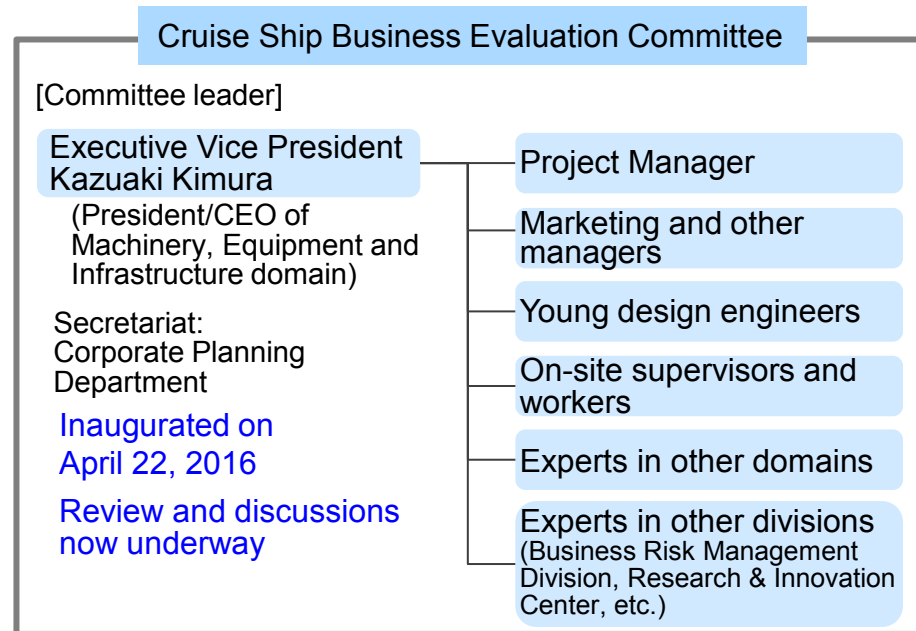 Cruise Ship Business Evaluation Committee
[Committee leader]
Executive Vice President
Kazuaki Kimura
(President/CEO of
Machinery, Equipment and
Infrastructure domain)
Secretariat:
Corporate Planning
Department
Inaugurated on
April 22, 2016
Review and discussions
now underway
Project Manager
Marketing and other
managers
Young design engineers
On-site supervisors and
workers
Experts in other domains
Experts in other divisions
(Business Risk Management
Division, Research & Innovation
Center, etc.)